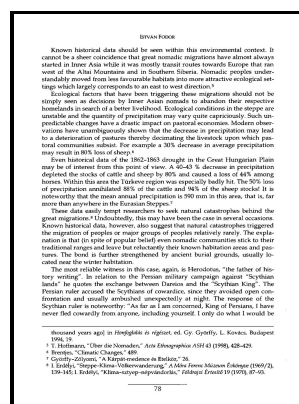 ISTVAN FODOR
Known historical data should be seen within this environmental context. It
cannot be a sheer coincidence that great nomadic migrations have almost always
started in Inner Asia while it was mostly transit routes towards Europe that ran
west of the Altai Mountains and in Southern Siberia. Nomadic peoples under-
standably moved from less favourable habitats into more attractive ecological set-
tings which largely corresponds to an east to west direction.⁵
Ecological factors that have been triggering these migrations should not be
simply seen as decisions by Inner Asian nomads to abandon their respective
homelands in search of a better livelihood. Ecological conditions in the steppe are
unstable and the quantity of precipitation may vary quite capriciously. Such un-
predictable changes have a drastic impact on pastoral economies. Modern obser-
vations have unambiguously shown that the decrease in precipitation may lead
to a deterioration of pastures thereby decimating the livestock upon which pas-
toral communities subsist. For example a 30% decrease in average precipitation
may result in 80% loss of sheep.⁶
Even historical data of the 1862-1863 drought in the Great Hungarian Plain
may be of interest from this point of view. A 40-43 % decrease in precipitation
depleted the stocks of cattle and sheep by 80% and caused a loss of 44% among
horses. Within this area the Turkeve region was especially badly hit. The 50% loss
of precipitation annihilated 88% of the cattle and 94% of the sheep stocks! It is
noteworthy that the mean annual precipitation is 590 mm in this area, that is, far
more than anywhere in the Eurasian Steppes.⁷
These data easily tempt researchers to seek natural catastrophes behind the
great migrations.⁸ Undoubtedly, this may have been the case in several occasions.
Known historical data, however, also suggest that natural catastrophes triggered
the migration of peoples or major groups of peoples relatively rarely. The expla-
nation is that (in spite of popular belief) even nomadic communities stick to their
traditional ranges and leave but reluctantly their known habitation areas and pas-
tures. The bond is further strengthened by ancient burial grounds, usually lo-
cated near the winter habitation.
The most reliable witness in this case, again, is Herodotus, "the father of his-
tory writing". In relation to the Persian military campaign against "Scythian
lands" he quotes the exchange between Dareios and the "Scythian King". The
Persian ruler accused the Scythians of cowardice, since they avoided open con-
frontation and usually ambushed unexpectedly at night. The response of the
Scythian ruler is noteworthy: "As far as I am concerned, King of Persians, I have
never fled cowardly from anyone, including yourself. I only do what I would be
thousand years ago] in Honfoglalás és régészet, ed. Gy. Györffy, L. Kovács. Budapest
1994, 19.
⁵ T. Hoffmann, "Über die Nomaden," Acta Ethnographica ASH 43 (1998), 428-429.
⁶ Brentjes, "Climatic Changes," 489.
⁷ Györffy–Zólyomi, "A Kárpát-medence és Etelköz," 26.
⁸ I. Erdélyi, "Steppe-Klima-Völkerwanderung," A Móra Ferenc Múzeum Évkönyve (1969/2),
139-145; I. Erdélyi, "Klíma-sztyep-népvándorlás," Földrajzi Értesítő 19 (1970), 87-93.
78